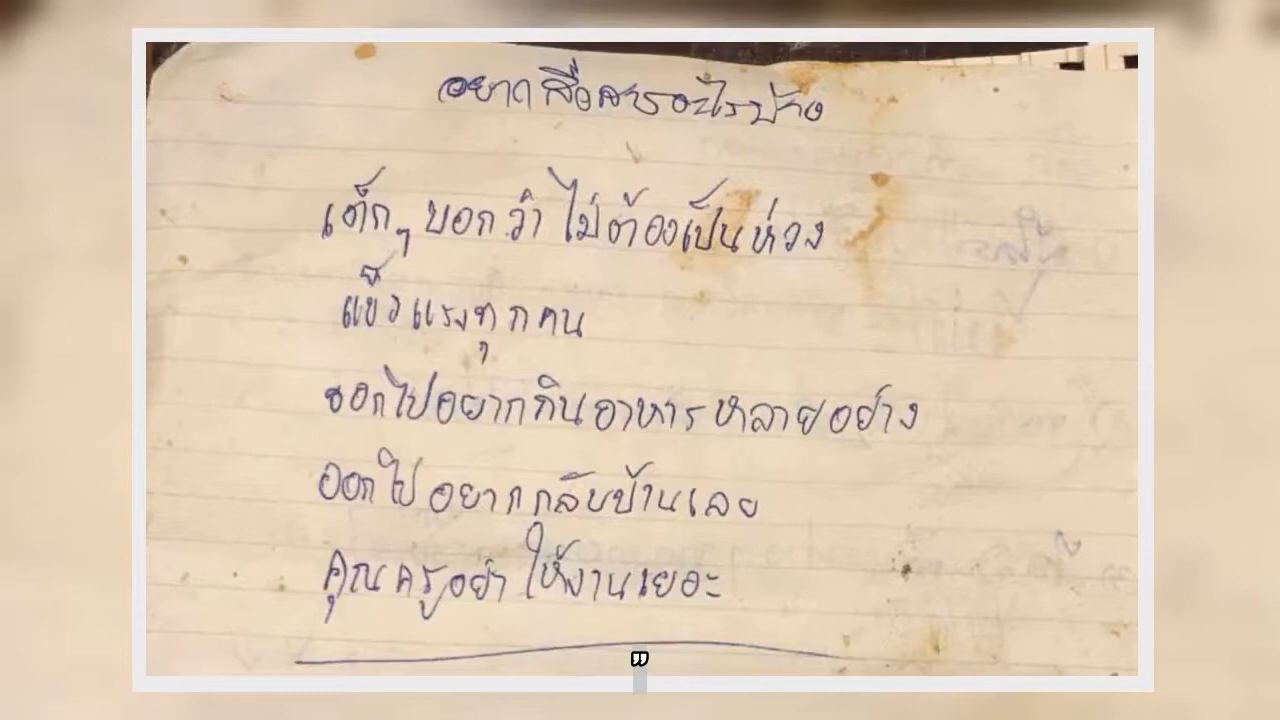 อยากสื่อสารอะไรบ้าง
เด็กๆ บอกว่า ไม่ต้องเป็นห่วง
แข็งแรงทุกคน
ออกไปอยากกินอาหารหลายอย่าง
ออกไปอยากกลับบ้านเลย
คุณครูอย่าให้งานเยอะ